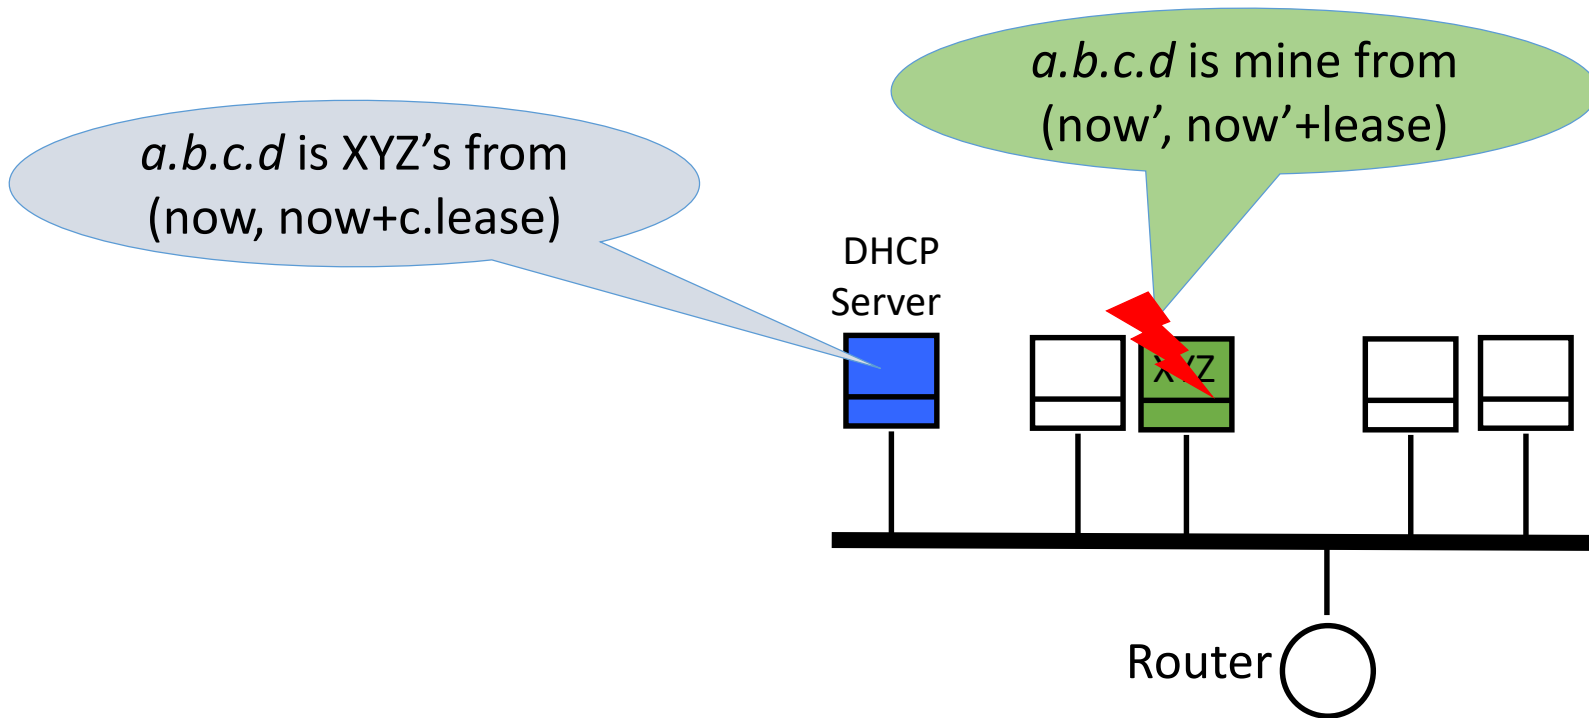 a.b.c.d is mine from
(now’, now’+lease)
a.b.c.d is XYZ’s from
(now, now+c.lease)
DHCP
Server
XYZ
Router